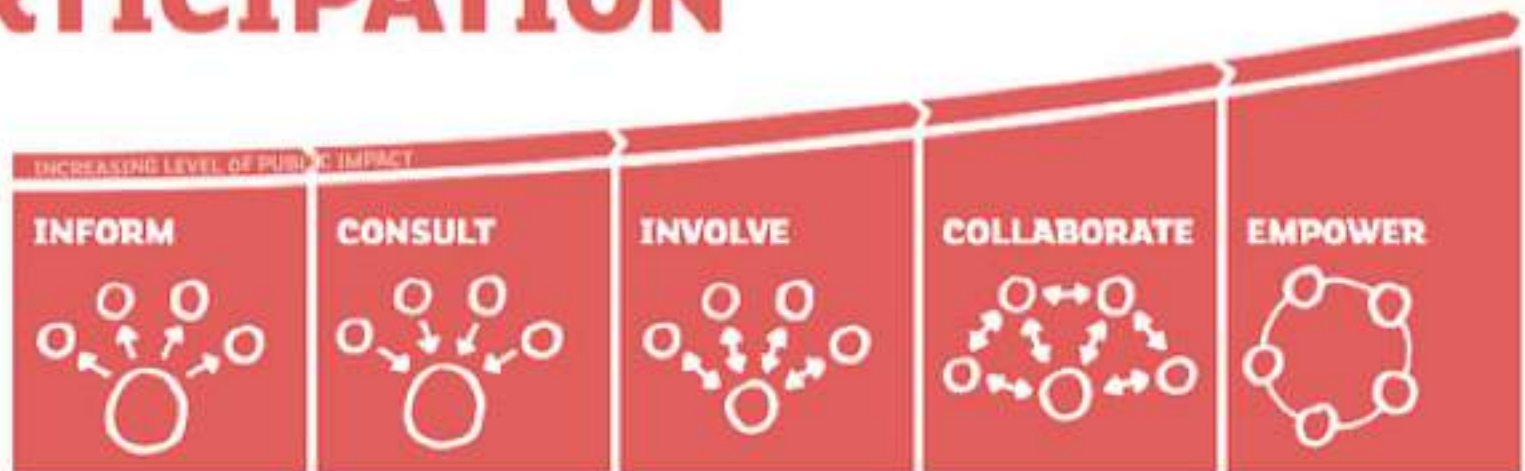 RTICIPATION
INCREASING LEVEL OF PUBLIC IMPACT
INFORM
CONSULT
INVOLVE
COLLABORATE
EMPOWER